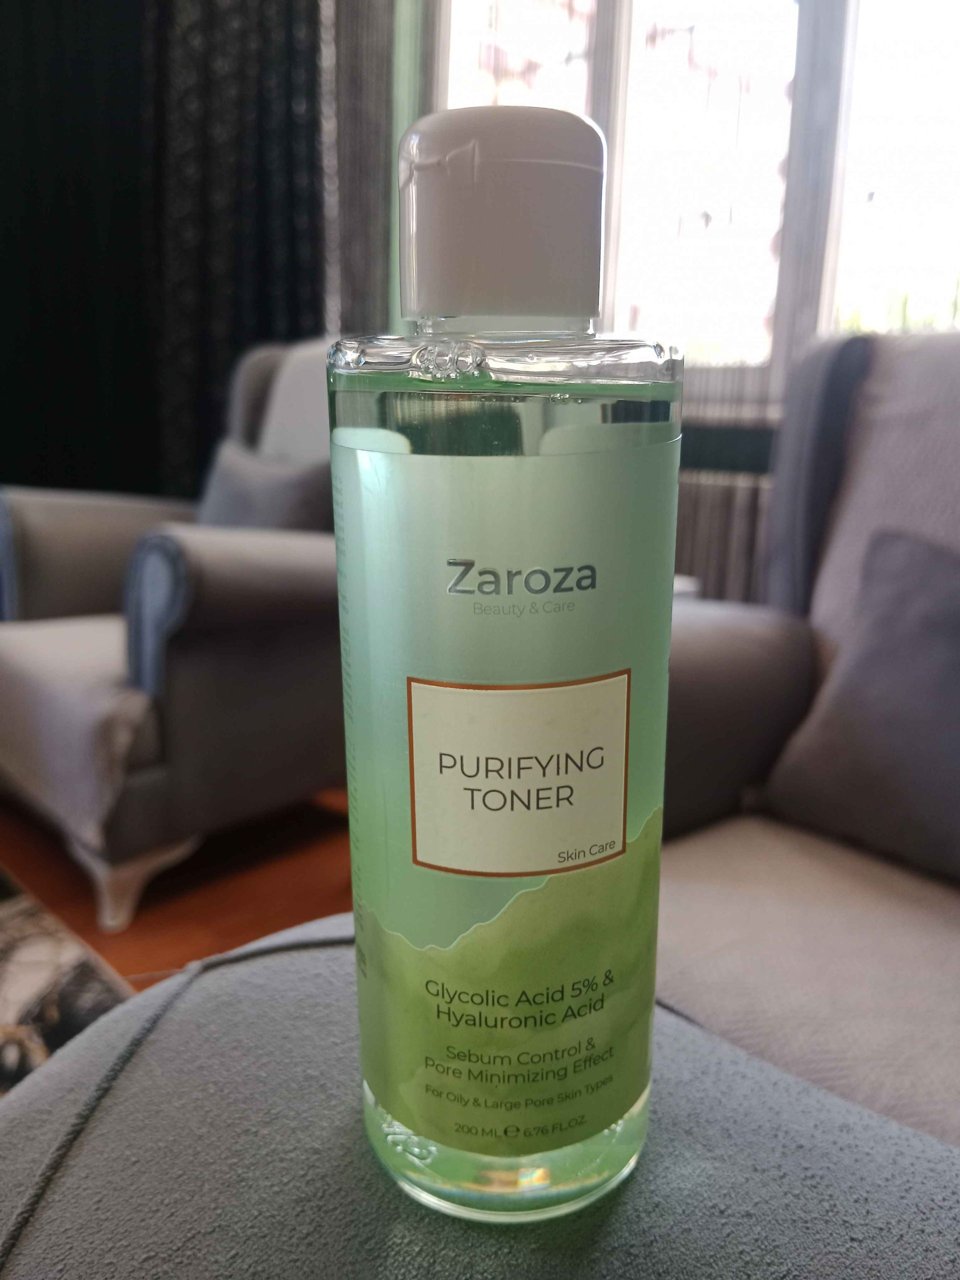 Zaroza
Beauty & Care
PURIFYING
TONER
Skin Care
Glycolic Acid 5% &
Hyaluronic Acid
Sebum Control &
Pore Minimizing Effect
For Oily & Large Pore Skin Types
200 ML ℮ 6.76 FL.OZ